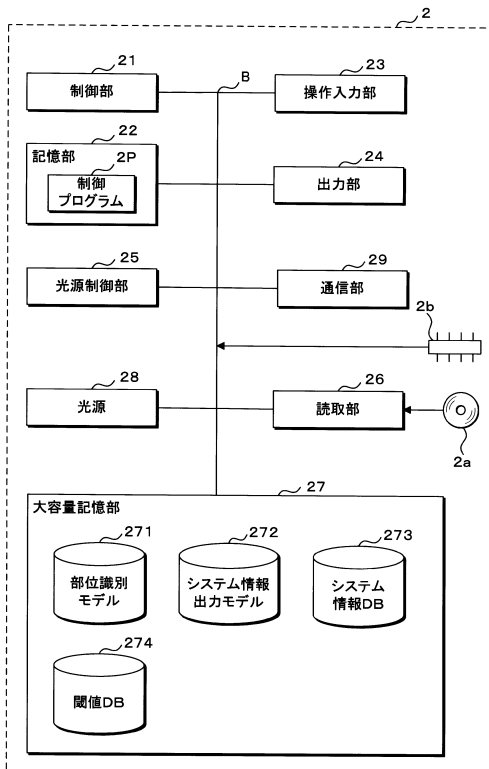 2
21
制御部
B
23
操作入力部
22
記憶部
2P
制御
プログラム
24
出力部
25
光源制御部
29
通信部
2b
28
光源
26
読取部
2a
27
大容量記憶部
271
部位識別
モデル
272
システム情報
出力モデル
273
システム
情報DB
274
閾値DB